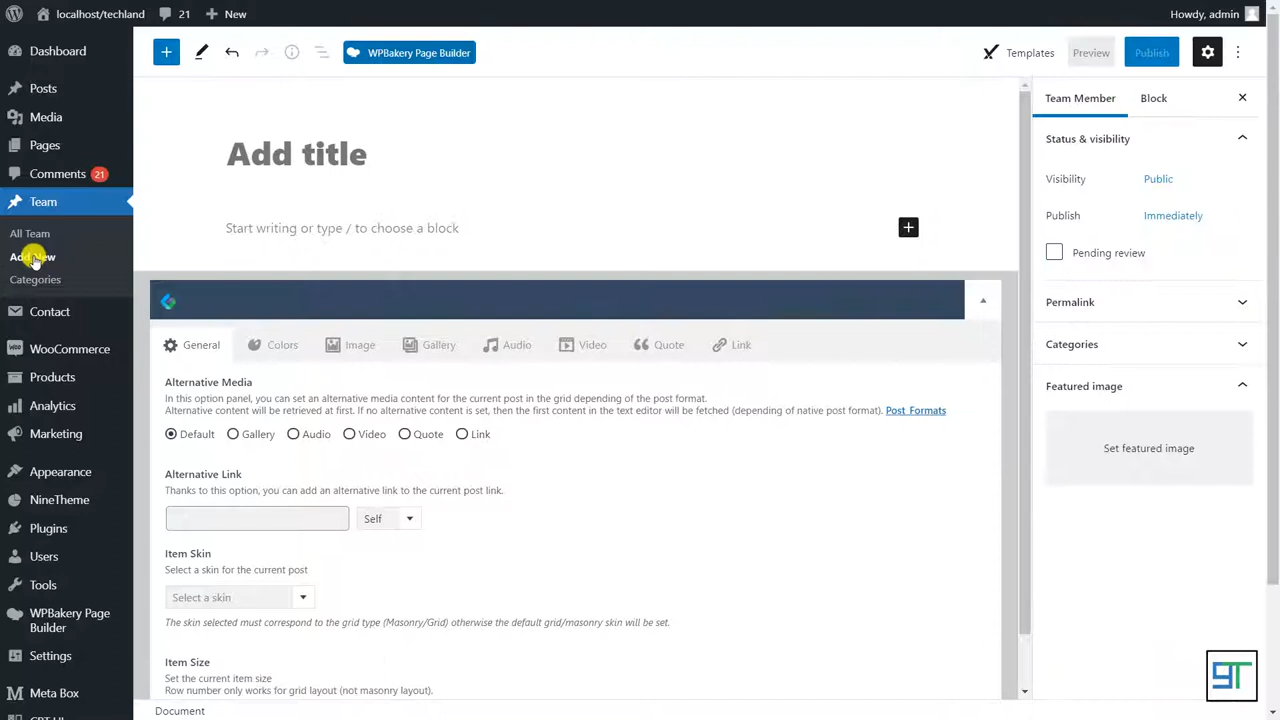 localhost/techland 21 New Howdy, admin
Dashboard
Posts
Media
Pages
Comments 21
Team
All Team
Add New
Categories
Contact
WooCommerce
Products
Analytics
Marketing
Appearance
NineTheme
Plugins
Users
Tools
WPBakery Page
Builder
Settings
Meta Box
WPBakery Page Builder Templates Preview Publish
Add title
Start writing or type / to choose a block
General Colors Image Gallery Audio Video Quote Link
Alternative Media
In this option panel, you can set an alternative media content for the current post in the grid depending of the post format.
Alternative content will be retrieved at first. If no alternative content is set, then the first content in the text editor will be fetched (depending of native post format). Post Formats
Default Gallery Audio Video Quote Link
Alternative Link
Thanks to this option, you can add an alternative link to the current post link.
Self
Item Skin
Select a skin for the current post
Select a skin
The skin selected must correspond to the grid type (Masonry/Grid) otherwise the default grid/masonry skin will be set.
Item Size
Set the current item size
Row number only works for grid layout (not masonry layout).
Document
Team Member Block
Status & visibility
Visibility Public
Publish Immediately
Pending review
Permalink
Categories
Featured image
Set featured image
gT